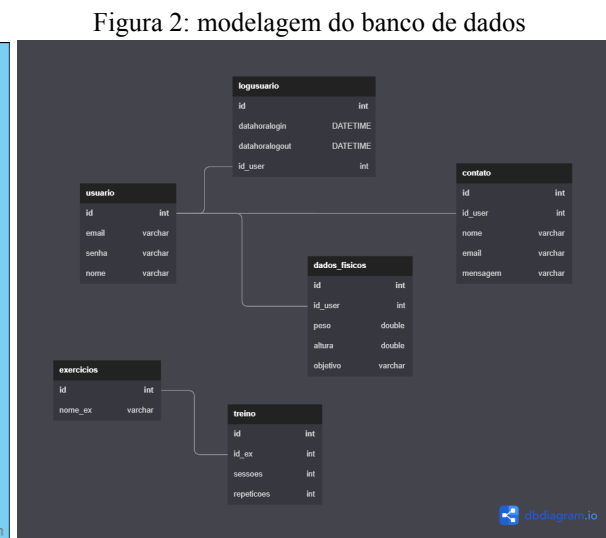 Figura 2: modelagem do banco de dados
logusuario
id int
datahoralogin DATETIME
datahoralogout DATETIME
id_user int
contato
id int
id_user int
nome varchar
email varchar
mensagem varchar
usuario
id int
email varchar
senha varchar
nome varchar
dados_fisicos
id int
id_user int
peso double
altura double
objetivo varchar
exercicios
id int
nome_ex varchar
treino
id int
id_ex int
sessoes int
repeticoes int
dbdiagram.io